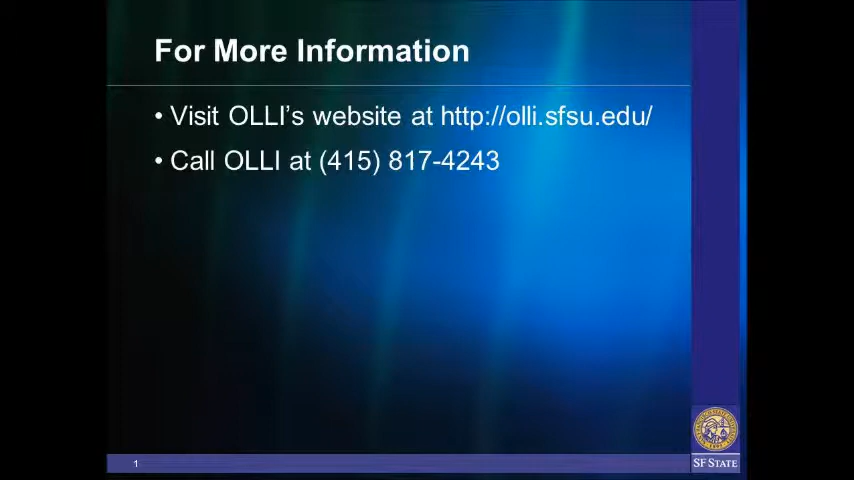 For More Information
• Visit OLLI’s website at http://olli.sfsu.edu/
• Call OLLI at (415) 817-4243
1
SF STATE